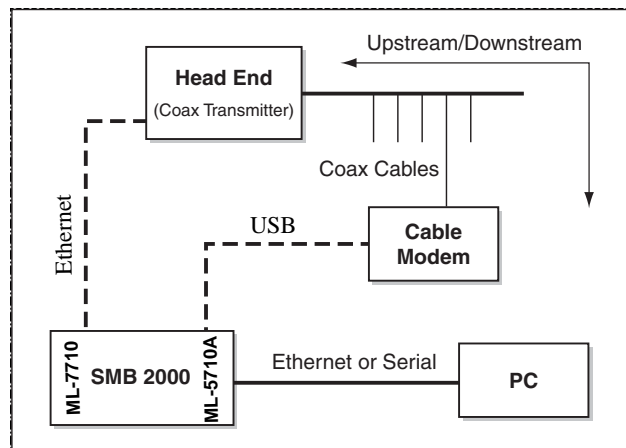 Upstream/Downstream
Head End
(Coax Transmitter)
Coax Cables
Ethernet
USB
Cable
Modem
ML-7710
SMB 2000
ML-5710A
Ethernet or Serial
PC